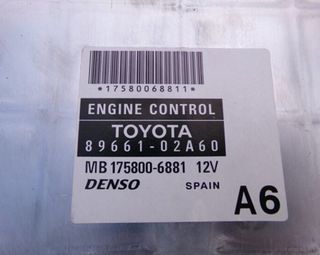 *17580068811*
ENGINE CONTROL
TOYOTA
89661-02A60
MB 175800-6881 12V
DENSO SPAIN
A6